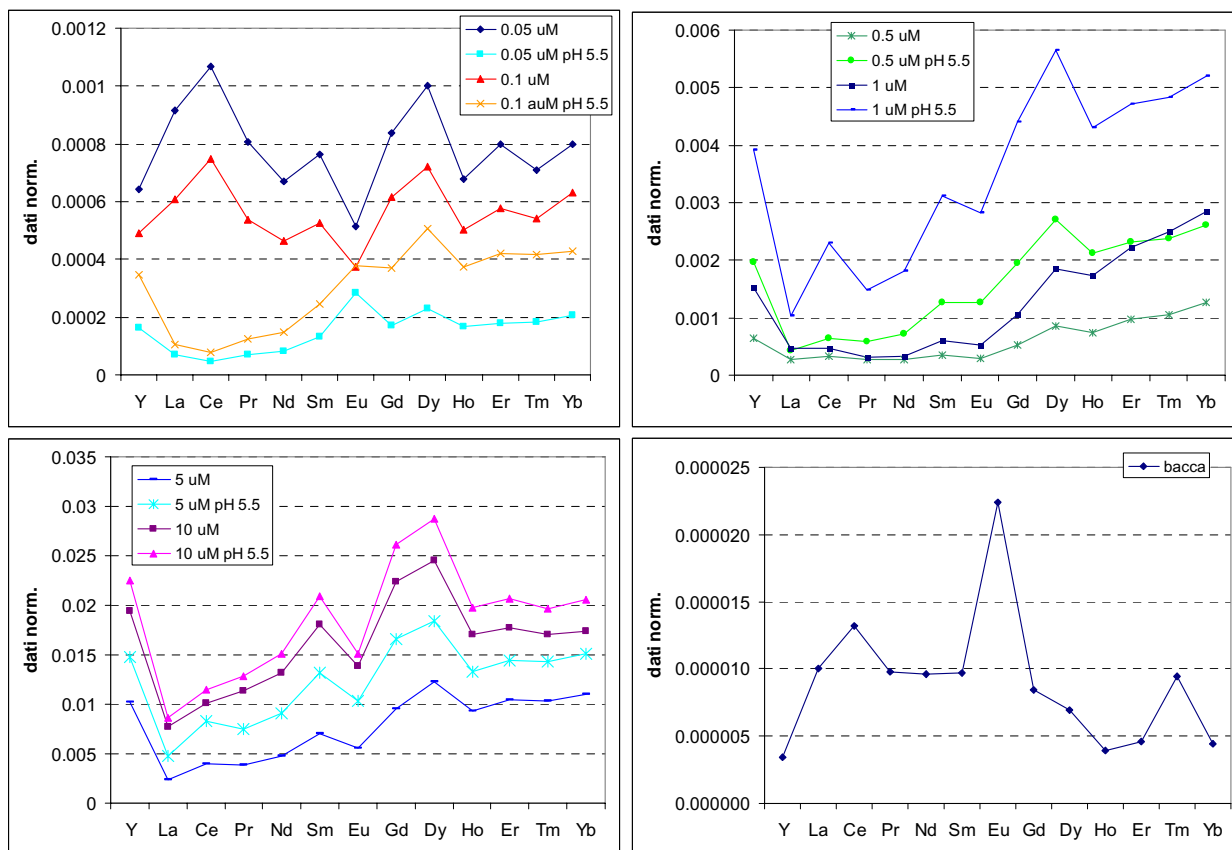 0.0012
0.001
0.0008
0.0006
0.0004
0.0002
0
dati norm.
0.05 uM
0.05 uM pH 5.5
0.1 uM
0.1 auM pH 5.5
Y La Ce Pr Nd Sm Eu Gd Dy Ho Er Tm Yb
0.006
0.005
0.004
0.003
0.002
0.001
0
dati norm.
0.5 uM
0.5 uM pH 5.5
1 uM
1 uM pH 5.5
Y La Ce Pr Nd Sm Eu Gd Dy Ho Er Tm Yb
0.035
0.03
0.025
0.02
0.015
0.01
0.005
0
dati norm.
5 uM
5 uM pH 5.5
10 uM
10 uM pH 5.5
Y La Ce Pr Nd Sm Eu Gd Dy Ho Er Tm Yb
0.000025
0.000020
0.000015
0.000010
0.000005
0.000000
dati norm.
bacca
Y La Ce Pr Nd Sm Eu Gd Dy Ho Er Tm Yb